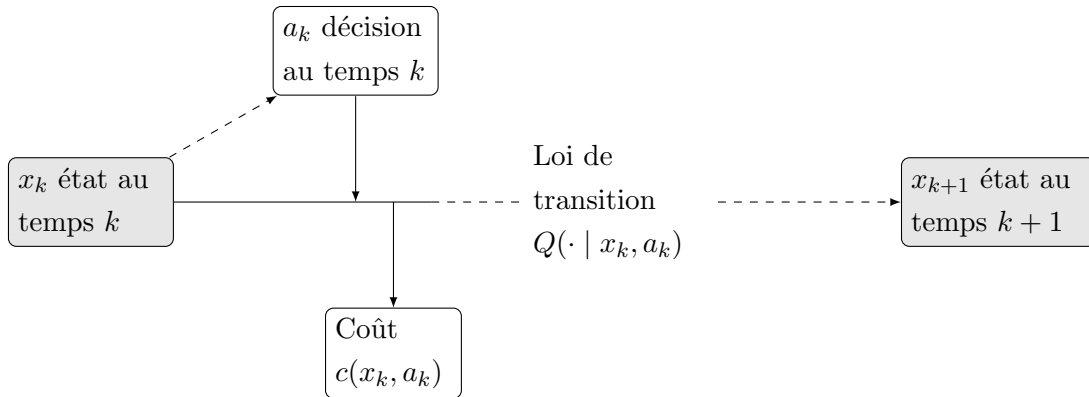 a_k décision
au temps k
x_k état au
temps k
Loi de
transition
Q(· | x_k, a_k)
x_{k+1} état au
temps k + 1
Coût
c(x_k, a_k)